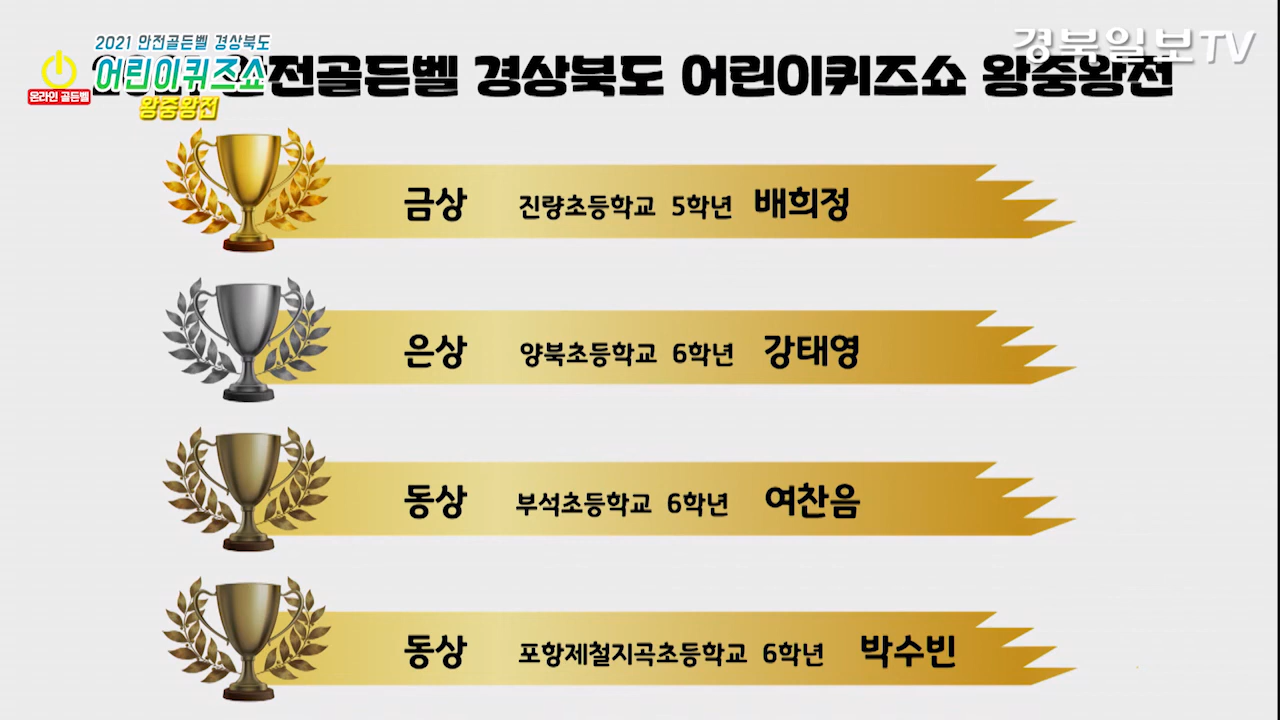 2021 안전골든벨 경상북도
어린이퀴즈쇼
왕중왕전
온라인 골든벨
경북일보TV
전골든벨 경상북도 어린이퀴즈쇼 왕중왕전
금상 진량초등학교 5학년 배희정
은상 양북초등학교 6학년 강태영
동상 부석초등학교 6학년 여찬음
동상 포항제철지곡초등학교 6학년 박수빈